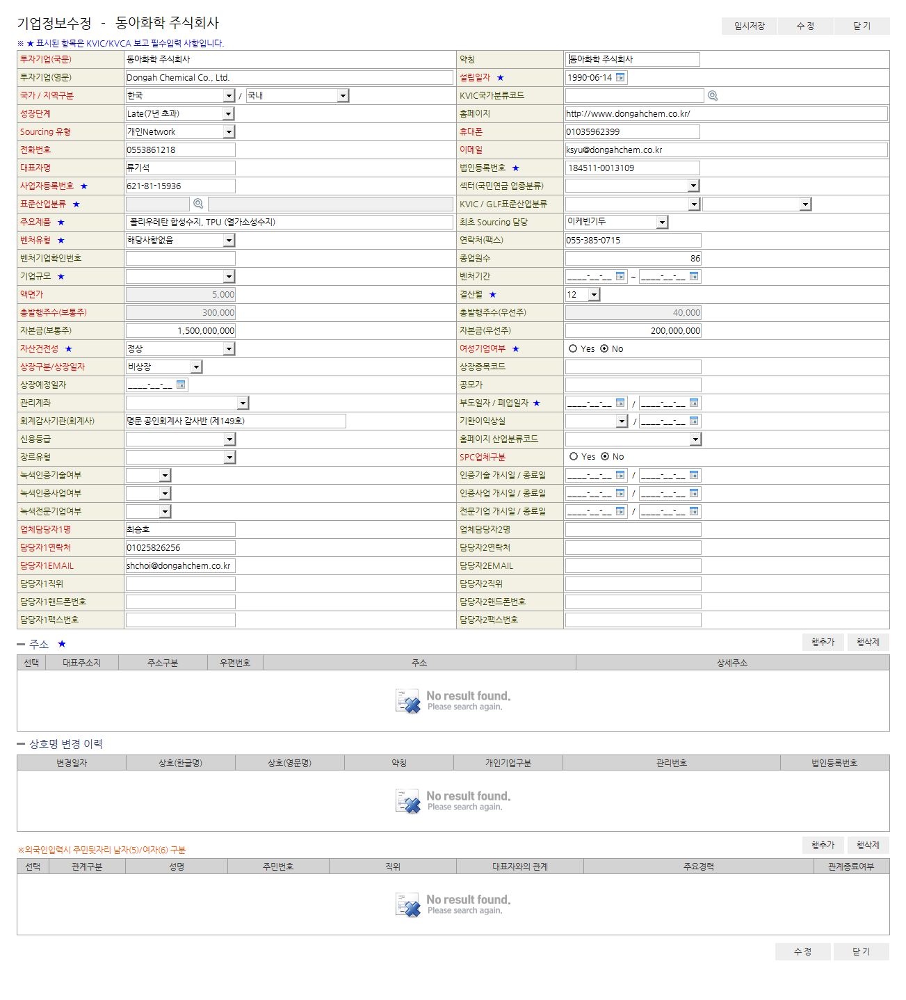 기업정보수정 - 동아화학 주식회사
임시저장 수 정 닫 기
※ ★ 표시된 항목은 KVIC/KVCA 보고 필수입력 사항입니다.
투자기업(국문) 동아화학 주식회사 약칭 동아화학 주식회사
투자기업(영문) Dongah Chemical Co., Ltd. 설립일자 ★ 1990-06-14
국가 / 지역구분 한국 / 국내 KVIC국가분류코드
성장단계 Late(7년 초과) 홈페이지 http://www.dongahchem.co.kr/
Sourcing 유형 개인Network 휴대폰 01035962399
전화번호 0553861218 이메일 ksyu@dongahchem.co.kr
대표자명 류기석 법인등록번호 ★ 184511-0013109
사업자등록번호 ★ 621-81-15936 섹터(국민연금 업종분류)
표준산업분류 ★ KVIC / GLF표준산업분류
주요제품 ★ 폴리우레탄 합성수지, TPU (열가소성수지) 최초 Sourcing 담당 이케빈기두
벤처유형 ★ 해당사항없음 연락처(팩스) 055-385-0715
벤처기업확인번호 종업원수 86
기업규모 ★ 벤처기간 ____-__-__ ~ ____-__-__
액면가 5,000 결산월 ★ 12
총발행주수(보통주) 300,000 총발행주수(우선주) 40,000
자본금(보통주) 1,500,000,000 자본금(우선주) 200,000,000
자산건전성 ★ 정상 여성기업여부 ★ Yes No
상장구분/상장일자 비상장 상장종목코드
상장예정일자 ____-__-__ 공모가
관리계좌 부도일자 / 폐업일자 ★ ____-__-__ / ____-__-__
회계감사기관(회계사) 명문 공인회계사 감사반 (제149호) 기한이익상실 / ____-__-__
신용등급 홈페이지 산업분류코드
장르유형 SPC업체구분 Yes No
녹색인증기술여부 인증기술 개시일 / 종료일 ____-__-__ / ____-__-__
녹색인증사업여부 인증사업 개시일 / 종료일 ____-__-__ / ____-__-__
녹색전문기업여부 전문기업 개시일 / 종료일 ____-__-__ / ____-__-__
업체담당자1명 최승호 업체담당자2명
담당자1연락처 01025826256 담당자2연락처
담당자1EMAIL shchoi@dongahchem.co.kr 담당자2EMAIL
담당자1직위 담당자2직위
담당자1핸드폰번호 담당자2핸드폰번호
담당자1팩스번호 담당자2팩스번호
주소 ★ 행추가 행삭제
선택 대표주소지 주소구분 우편번호 주소 상세주소
No result found.
Please search again.
상호명 변경 이력
변경일자 상호(한글명) 상호(영문명) 약칭 개인기업구분 관리번호 법인등록번호
No result found.
Please search again.
※외국인입력시 주민뒷자리 남자(5)/여자(6) 구분 행추가 행삭제
선택 관계구분 성명 주민번호 직위 대표자와의 관계 주요경력 관계종료여부
No result found.
Please search again.
수 정 닫 기